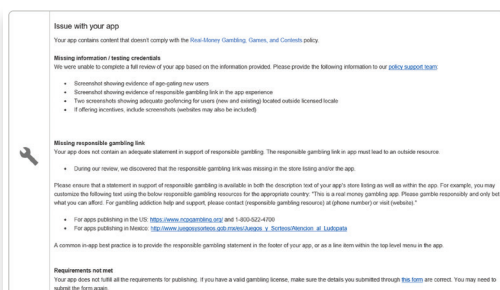 Issue with your app
Your app contains content that doesn't comply with the Real-Money Gambling, Games, and Contests policy.
Missing information / testing credentials
We were unable to complete a full review of your app based on the information provided. Please provide the following information to our policy support team:
• Screenshot showing evidence of age-gating new users
• Screenshot showing evidence of responsible gambling link in the app experience
• Two screenshots showing adequate geofencing for users (new and existing) located outside licensed locale
• If offering incentives, include screenshots (websites may also be included)
Missing responsible gambling link
Your app does not contain an adequate statement in support of responsible gambling. The responsible gambling link in app must lead to an outside resource.
• During our review, we discovered that the responsible gambling link was missing in the store listing and/or the app.
Please ensure that a statement in support of responsible gambling is available in both the description text of your app's store listing as well as within the app. For example, you may
customize the following text using the below responsible gambling resources for the appropriate country: "This is a real money gambling app. Please gamble responsibly and only bet
what you can afford. For gambling addiction help and support, please contact (responsible gambling resource) at (phone number) or visit (website)."
• For apps publishing in the US: https://www.ncpgambling.org/ and 1-800-522-4700
• For apps publishing in Mexico: http://www.juegosysorteos.gob.mx/es/Juegos_y_Sorteos/Atencion_al_Ludopata
A common in-app best practice is to provide the responsible gambling statement in the footer of your app, or as a line item within the top level menu in the app.
Requirements not met
Your app does not fulfill all the requirements for publishing. If you have a valid gambling license, make sure the details you submitted through this form are correct. You may need to
submit the form again.